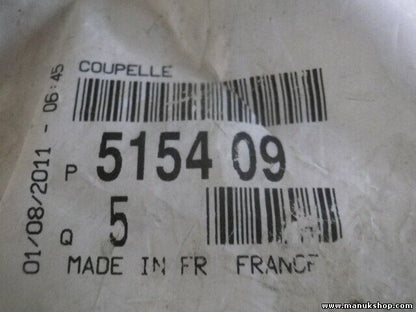 COUPELLE
01/08/2011 - 06:45
P 5154 09
Q 5
MADE IN FR FRANCE
www.manukshop.com